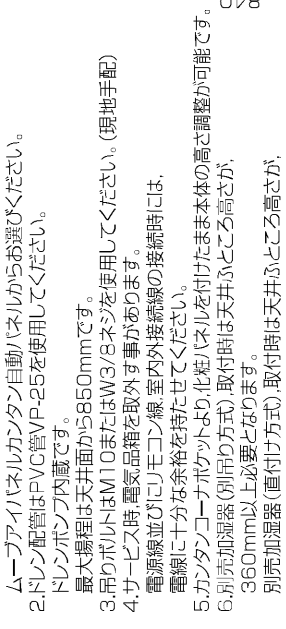 ムーブアイパネルカンタン自動パネルからお選びください。
2.ドレン配管はPVC管VP-25を使用してください。
ドレンポンプ内蔵です。
最大揚程は天井面から850mmです。
3.吊りボルトはM10またはW3/8ネジを使用してください。(現地手配)
4.サービス時,電気品箱を取外す事があります。
電源線並びにリモコン線,室内外接続線の接続時には,
電線に十分な余裕を持たせてください。
5.カンタンコーナポケットより,化粧パネルを付けたまま本体の高さ調整が可能です。
6.別売加湿器(別吊り方式),取付時は天井ふところ高さが,
360mm以上必要となります。
別売加湿器(直付け方式),取付時は天井ふところ高さが,